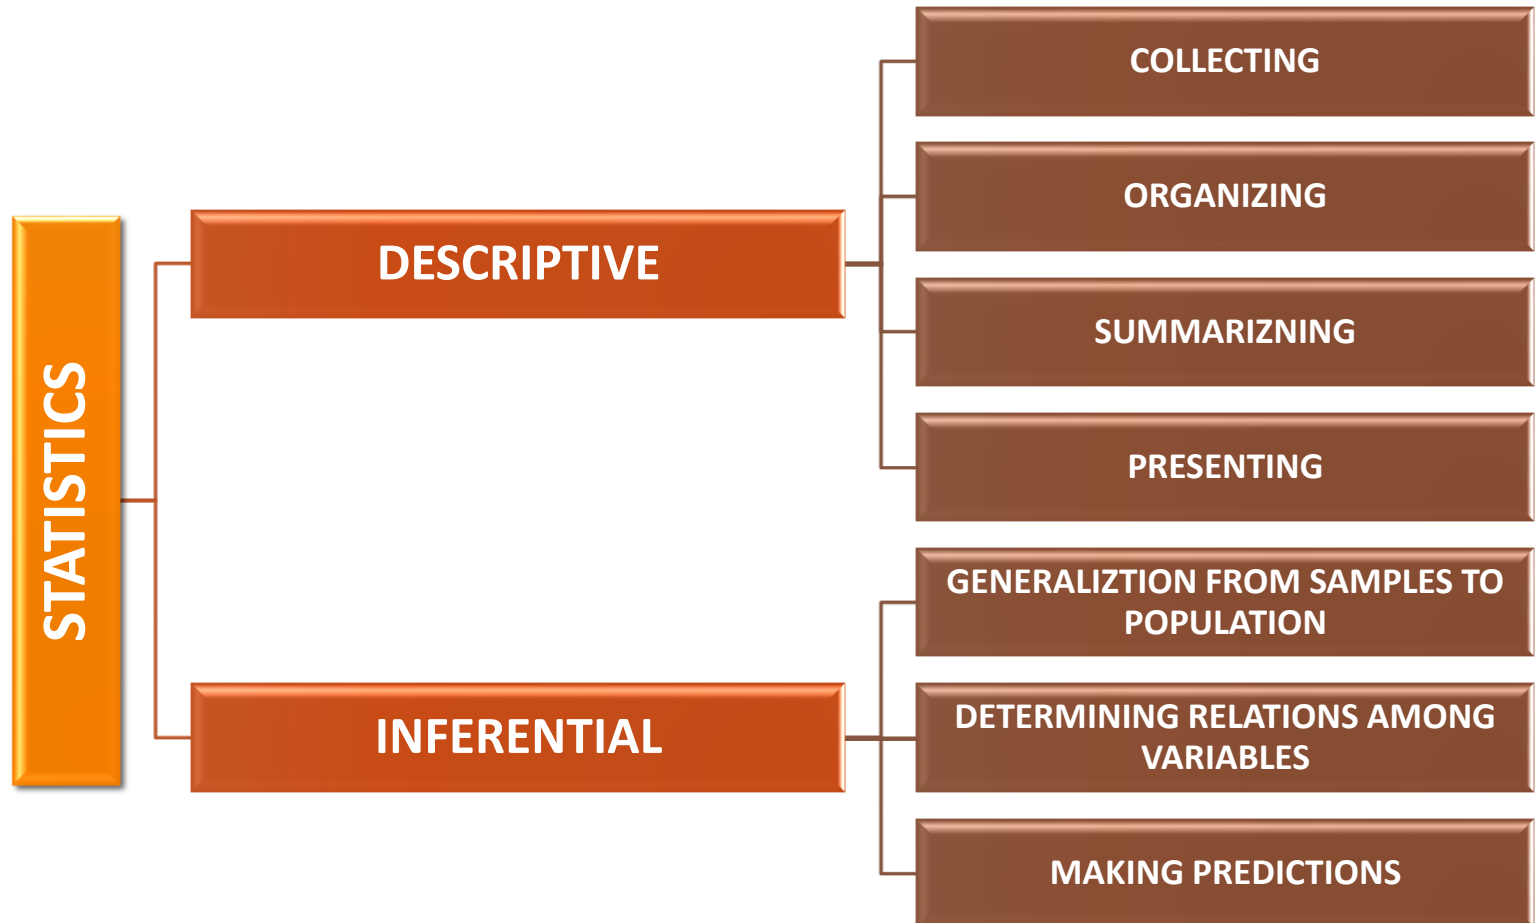 STATISTICS
DESCRIPTIVE
COLLECTING
ORGANIZING
SUMMARIZNING
PRESENTING
INFERENTIAL
GENERALIZTION FROM SAMPLES TO
POPULATION
DETERMINING RELATIONS AMONG
VARIABLES
MAKING PREDICTIONS